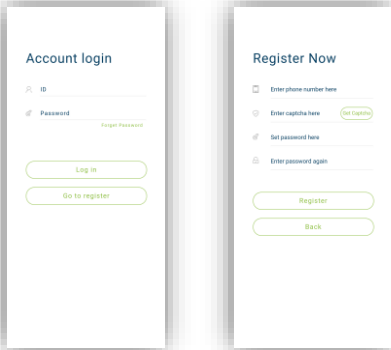 Account login
ID
Password
Forgot Password
Log in
Go to register
Register Now
Enter phone number here
Enter captcha here
Get Captcha
Set password here
Enter password again
Register
Back